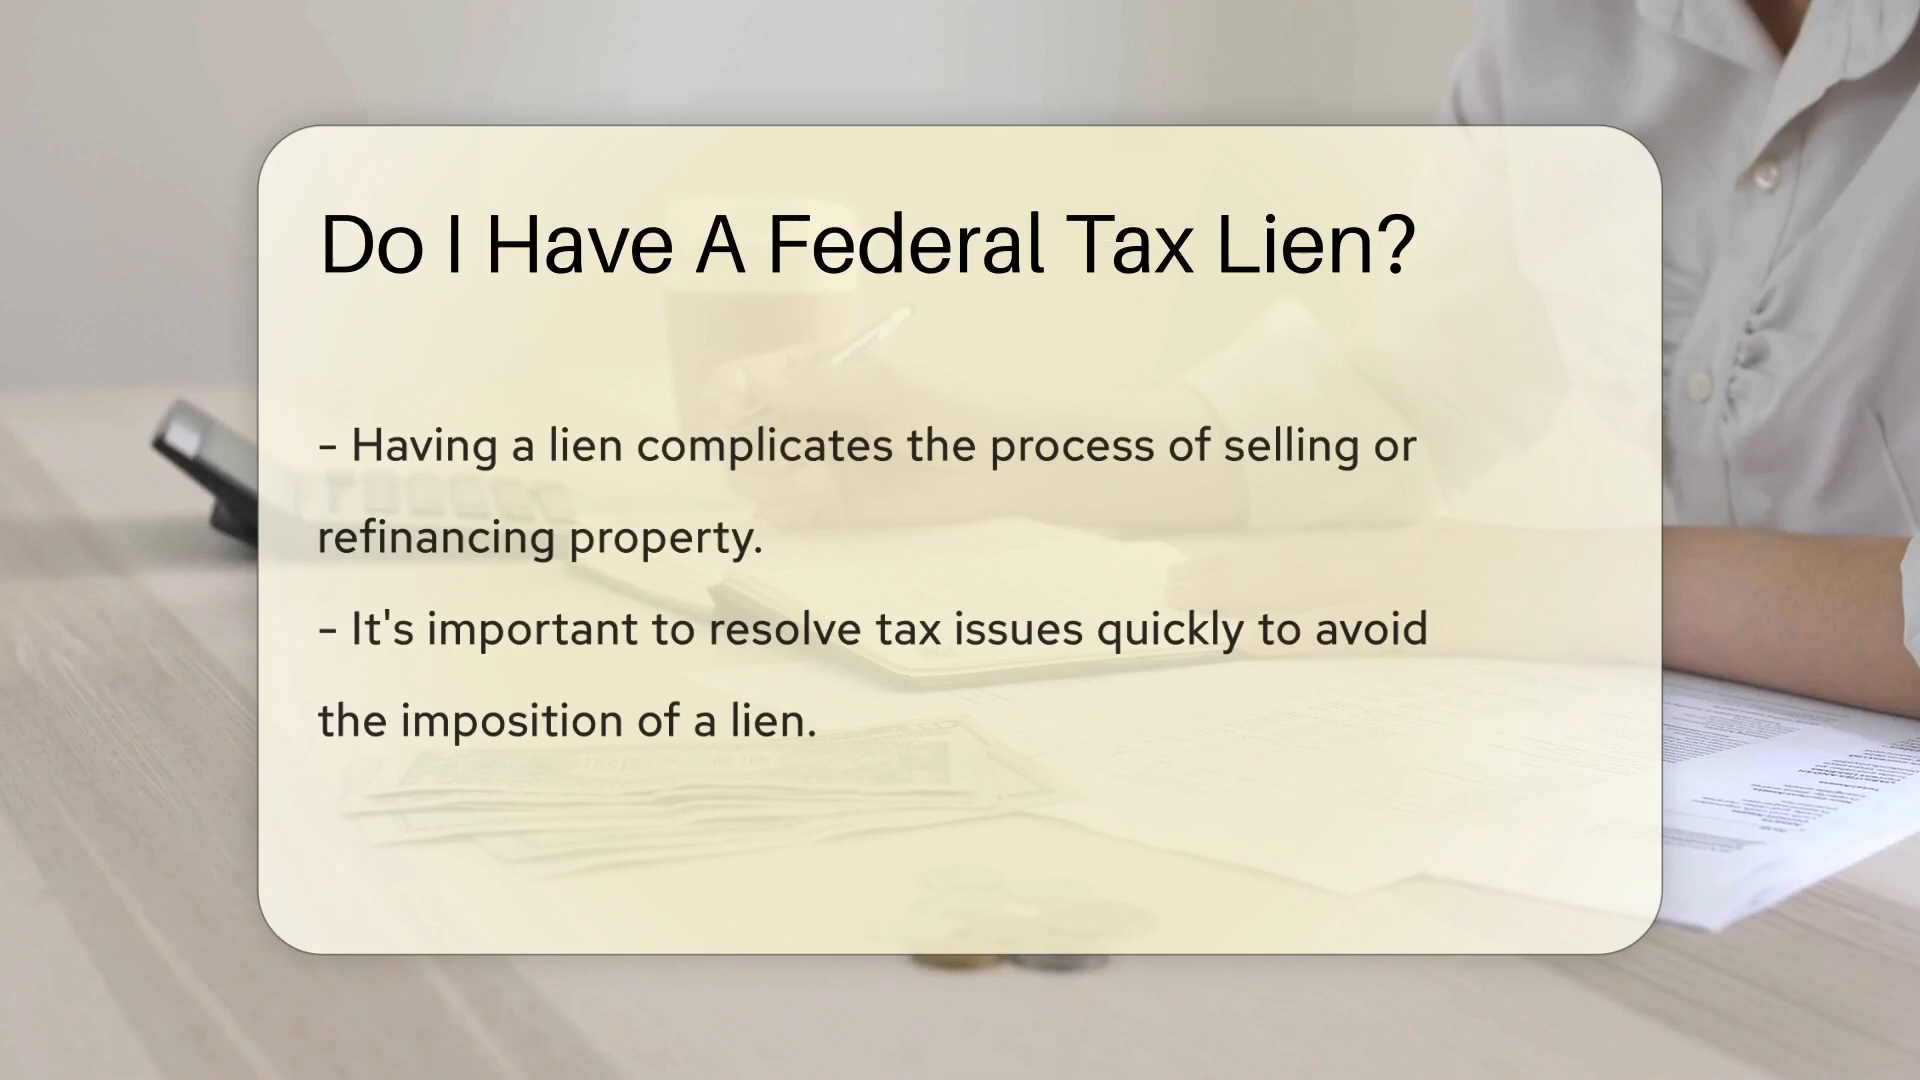 Do I Have A Federal Tax Lien?
- Having a lien complicates the process of selling or
refinancing property.
- It's important to resolve tax issues quickly to avoid
the imposition of a lien.